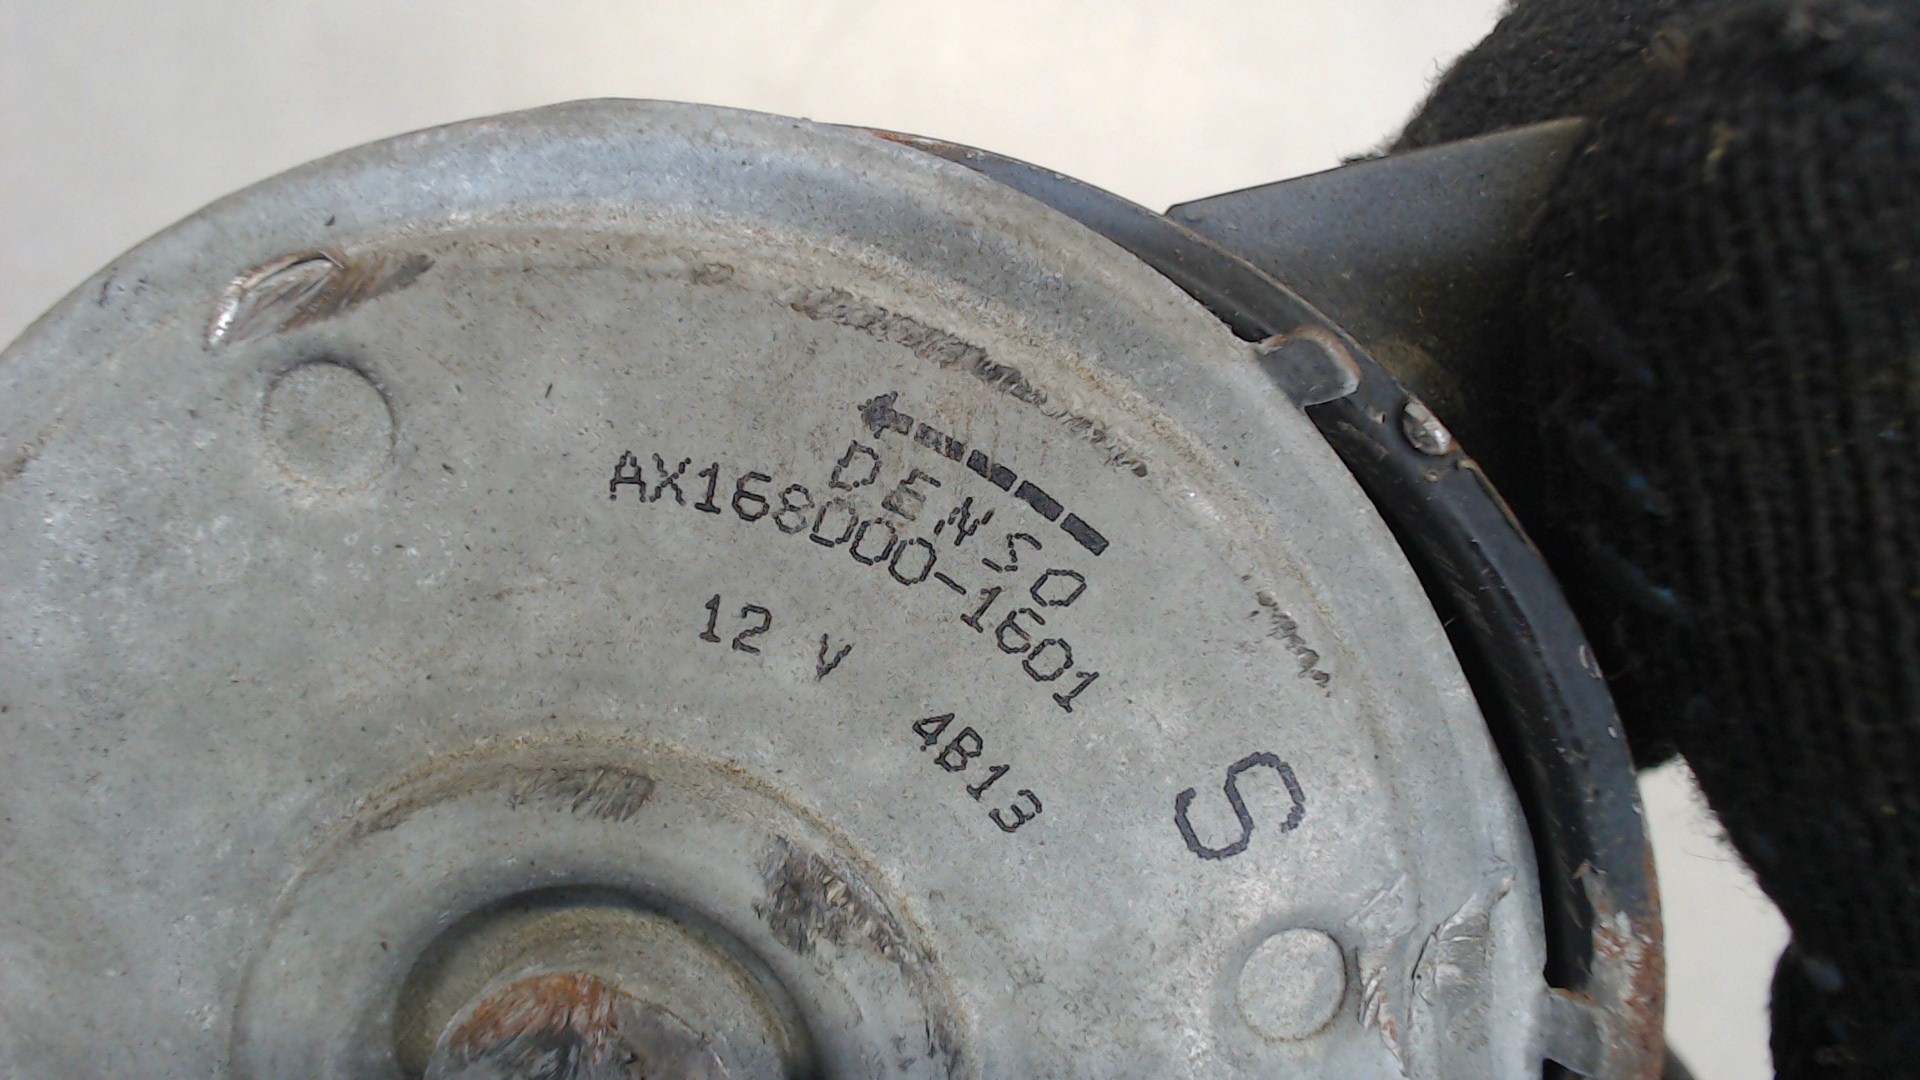 DENSO
AX168000-1601
12 V
4B13
S